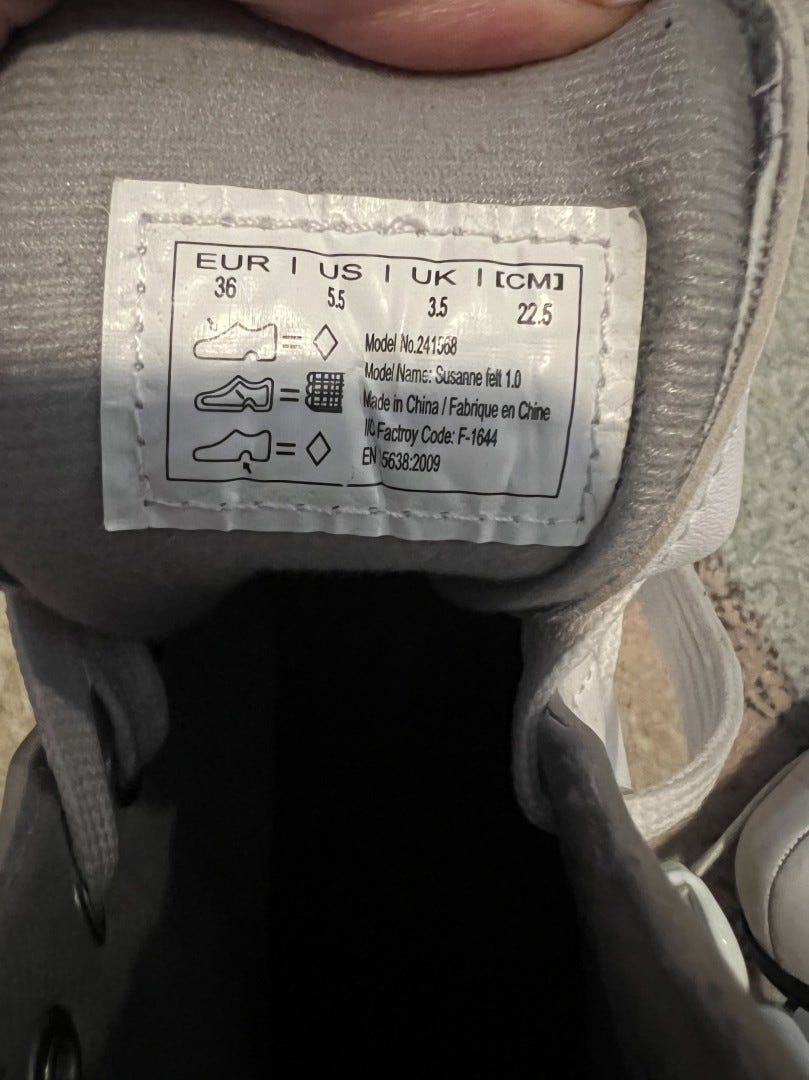 EUR | US | UK | [CM]
36 5.5 3.5 22.5
Model No.241568
Model Name: Susanne felt 1.0
Made in China / Fabrique en Chine
Factroy Code: F-1644
EN 5638:2009